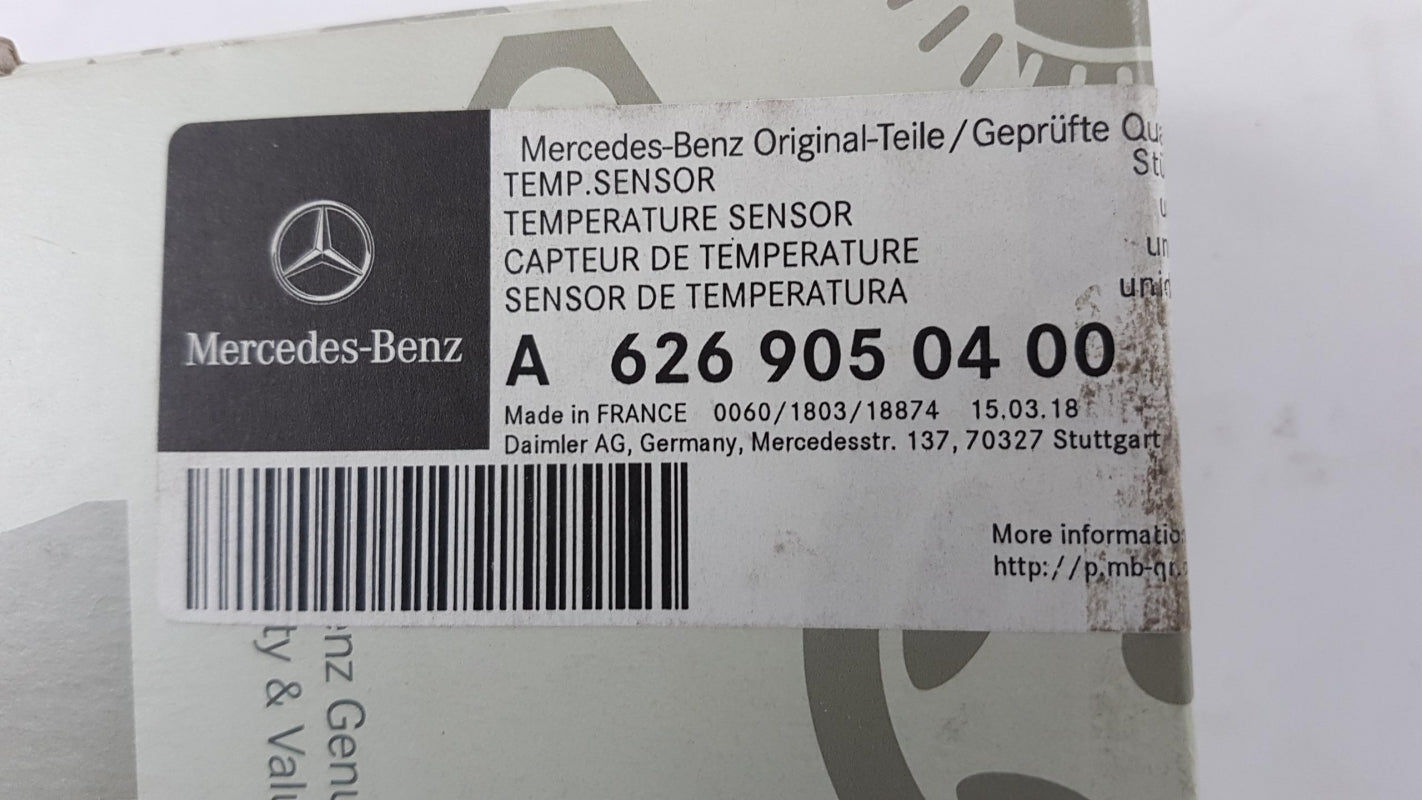 Mercedes-Benz
Mercedes-Benz Original-Teile/Geprüfte
TEMP.SENSOR
TEMPERATURE SENSOR
CAPTEUR DE TEMPERATURE
SENSOR DE TEMPERATURA
A 626 905 04 00
Made in FRANCE 0060/1803/18874 15.03.18
Daimler AG, Germany, Mercedesstr. 137, 70327 Stuttgart
More
http://p.mb-qr.
&